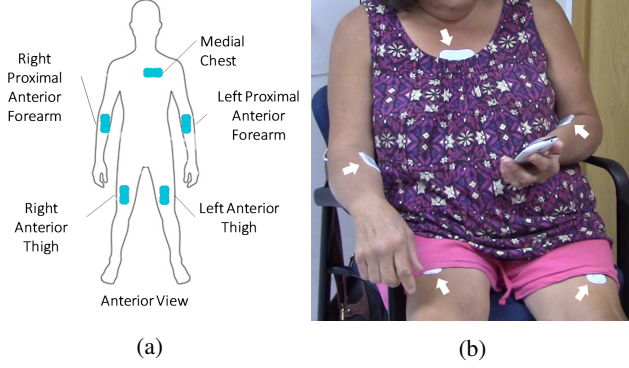 Medial
Chest
Right
Proximal
Anterior
Forearm
Left Proximal
Anterior
Forearm
Right
Anterior
Thigh
Left Anterior
Thigh
Anterior View
(a)
(b)